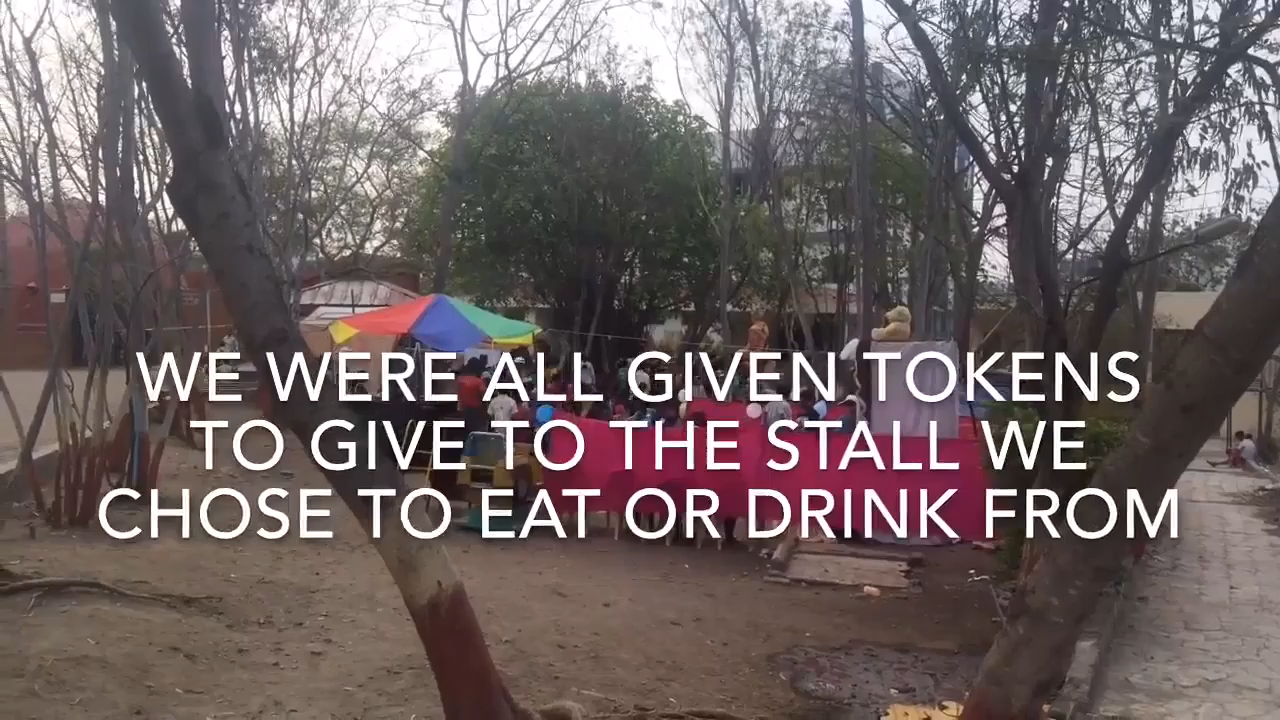 WE WERE ALL GIVEN TOKENS
TO GIVE TO THE STALL WE
CHOSE TO EAT OR DRINK FROM